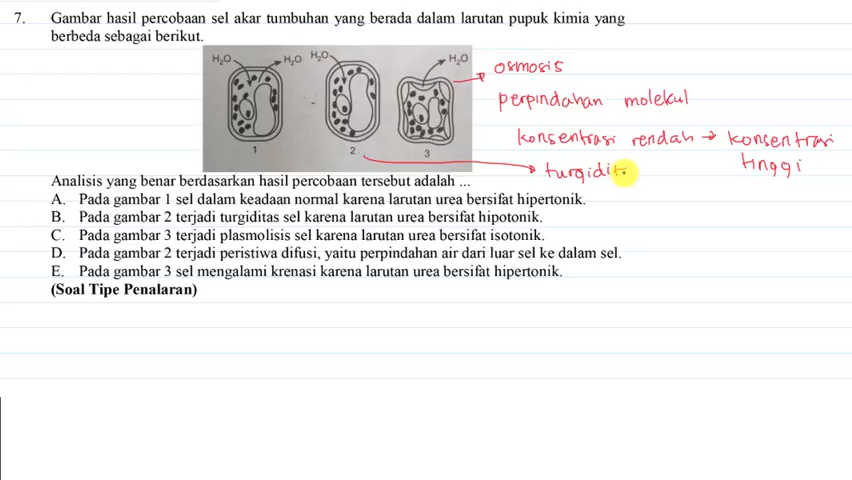 7. Gambar hasil percobaan sel akar tumbuhan yang berada dalam larutan pupuk kimia yang
berbeda sebagai berikut.
H₂O H₂O H₂O H₂O
1 2 3
osmosis
perpindahan molekul
konsentrasi rendah → konsentrasi
tinggi
turgidit
Analisis yang benar berdasarkan hasil percobaan tersebut adalah ...
A. Pada gambar 1 sel dalam keadaan normal karena larutan urea bersifat hipertonik.
B. Pada gambar 2 terjadi turgiditas sel karena larutan urea bersifat hipotonik.
C. Pada gambar 3 terjadi plasmolisis sel karena larutan urea bersifat isotonik.
D. Pada gambar 2 terjadi peristiwa difusi, yaitu perpindahan air dari luar sel ke dalam sel.
E. Pada gambar 3 sel mengalami krenasi karena larutan urea bersifat hipertonik.
(Soal Tipe Penalaran)